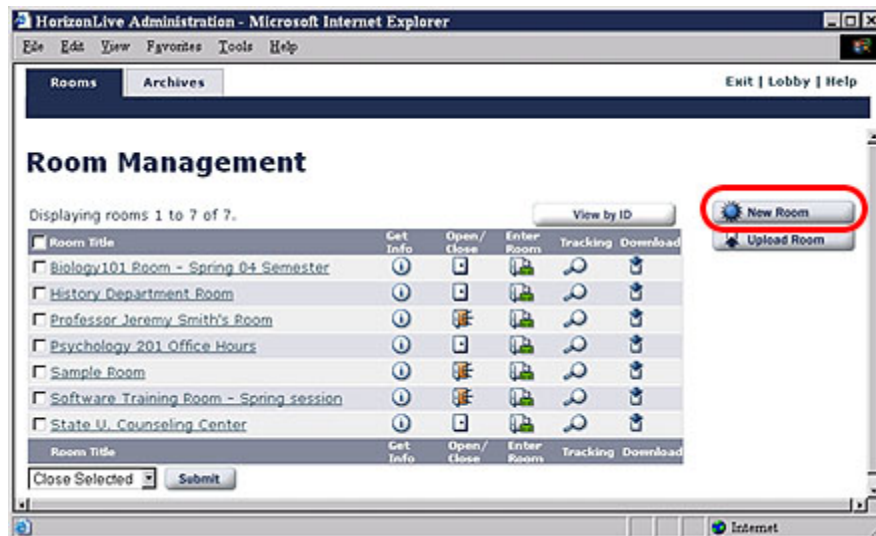 HorizonLive Administration - Microsoft Internet Explorer
File Edit View Favorites Tools Help
Rooms Archives Exit | Lobby | Help
Room Management
Displaying rooms 1 to 7 of 7. View by ID New Room
Upload Room
Room Title Get Info Open/ Close Enter Room Tracking Download
Biology101 Room - Spring 04 Semester
History Department Room
Professor Jeremy Smith's Room
Psychology 201 Office Hours
Sample Room
Software Training Room - Spring session
State U. Counseling Center
Room Title Get Info Open/ Close Enter Room Tracking Download
Close Selected Submit
Internet